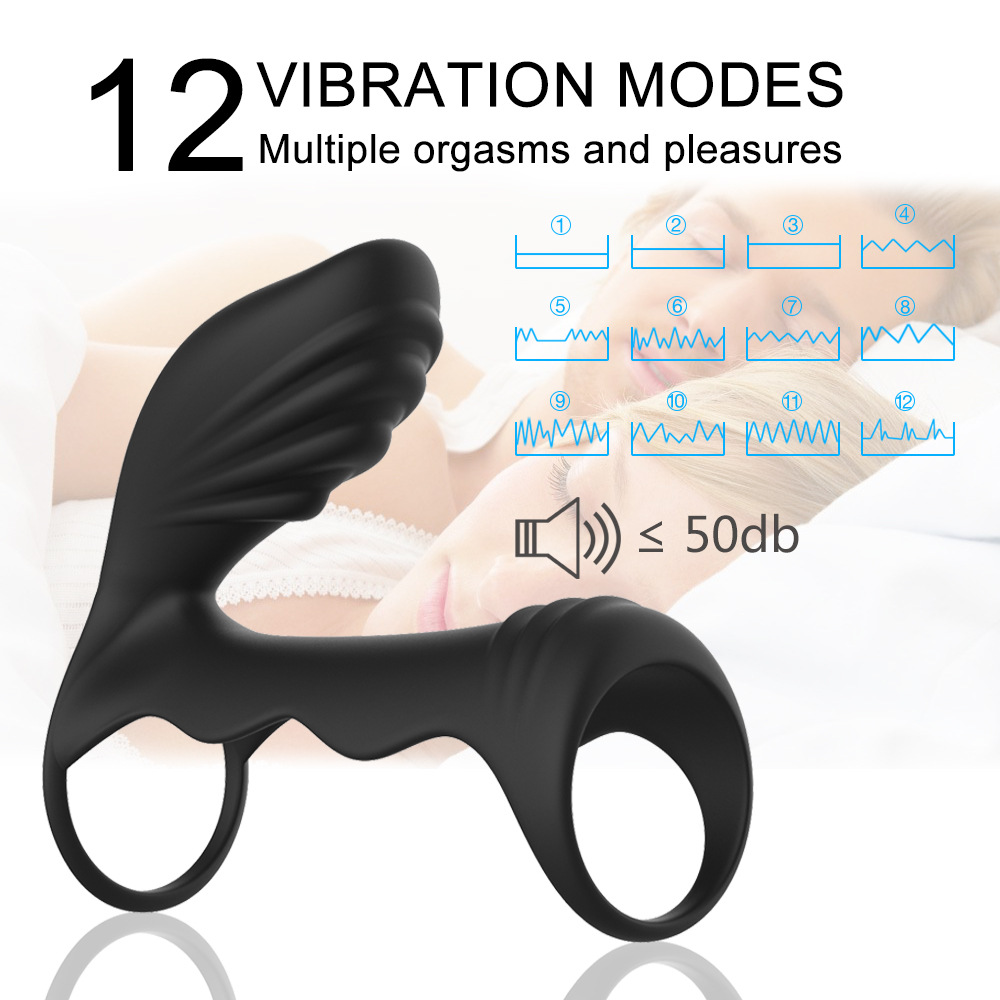 12 VIBRATION MODES
Multiple orgasms and pleasures
① ② ③ ④
⑤ ⑥ ⑦ ⑧
⑨ ⑩ ⑪ ⑫
≤ 50db